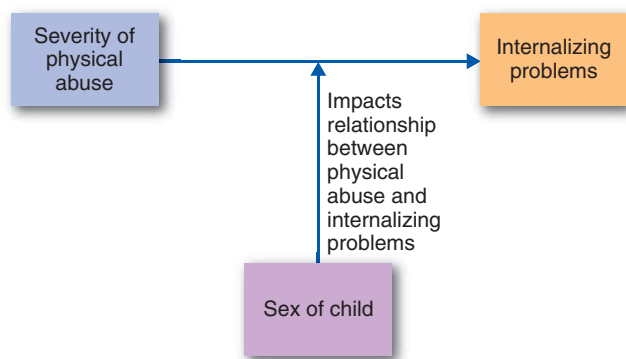 Severity of
physical
abuse
Internalizing
problems
Impacts
relationship
between
physical
abuse and
internalizing
problems
Sex of child